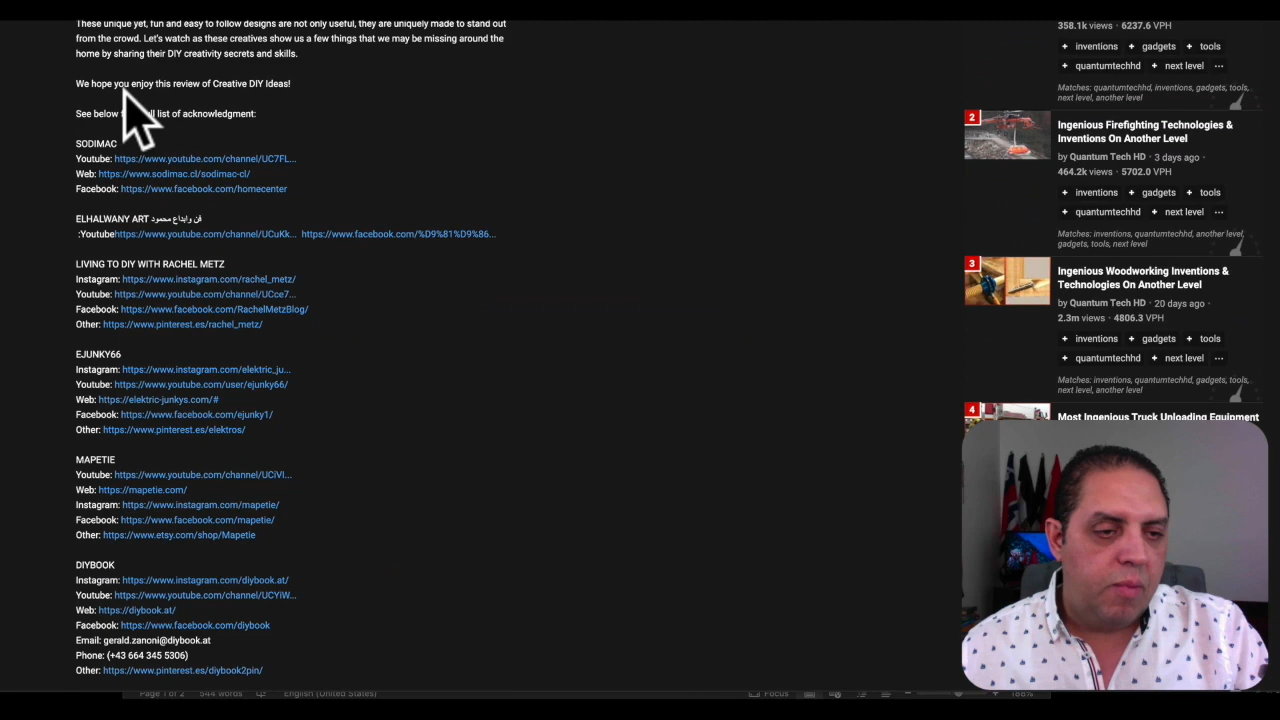 These unique yet, fun and easy to follow designs are not only useful, they are uniquely made to stand out
from the crowd. Let's watch as these creatives show us a few things that we may be missing around the
home by sharing their DIY creativity secrets and skills.
We hope you enjoy this review of Creative DIY Ideas!
See below list of acknowledgment:
SODIMAC
Youtube: https://www.youtube.com/channel/UC7FL...
Web: https://www.sodimac.cl/sodimac-cl/
Facebook: https://www.facebook.com/homecenter
ELHALWANY ART فن وابداع محمود
:Youtubehttps://www.youtube.com/channel/UCuKk... https://www.facebook.com/%D9%81%D9%86...
LIVING TO DIY WITH RACHEL METZ
Instagram: https://www.instagram.com/rachel_metz/
Youtube: https://www.youtube.com/channel/UCce7...
Facebook: https://www.facebook.com/RachelMetzBlog/
Other: https://www.pinterest.es/rachel_metz/
EJUNKY66
Instagram: https://www.instagram.com/elektric_ju...
Youtube: https://www.youtube.com/user/ejunky66/
Web: https://elektric-junkys.com/#
Facebook: https://www.facebook.com/ejunky1/
Other: https://www.pinterest.es/elektros/
MAPETIE
Youtube: https://www.youtube.com/channel/UCiVI...
Web: https://mapetie.com/
Instagram: https://www.instagram.com/mapetie/
Facebook: https://www.facebook.com/mapetie/
Other: https://www.etsy.com/shop/Mapetie
DIYBOOK
Instagram: https://www.instagram.com/diybook.at/
Youtube: https://www.youtube.com/channel/UCYlW...
Web: https://diybook.at/
Facebook: https://www.facebook.com/diybook
Email: gerald.zanoni@diybook.at
Phone: (+43 664 345 5306)
Other: https://www.pinterest.es/diybook2pin/
358.1k views • 6237.6 VPH
+ inventions + gadgets + tools
+ quantumtechhd + next level ...
Matches: quantumtechhd, inventions, gadgets, tools,
next level, another level
2
Ingenious Firefighting Technologies &
Inventions On Another Level
by Quantum Tech HD • 3 days ago •
464.2k views • 5702.0 VPH
+ inventions + gadgets + tools
+ quantumtechhd + next level ...
Matches: inventions, quantumtechhd, another level,
gadgets, tools, next level
3
Ingenious Woodworking Inventions &
Technologies On Another Level
by Quantum Tech HD • 20 days ago •
2.3m views • 4806.3 VPH
+ inventions + gadgets + tools
+ quantumtechhd + next level ...
Matches: inventions, quantumtechhd, gadgets, tools,
next level, another level
4
Most Ingenious Truck Unloading Equipment
Page 1 of 2 544 words English (United States) Focus 186%